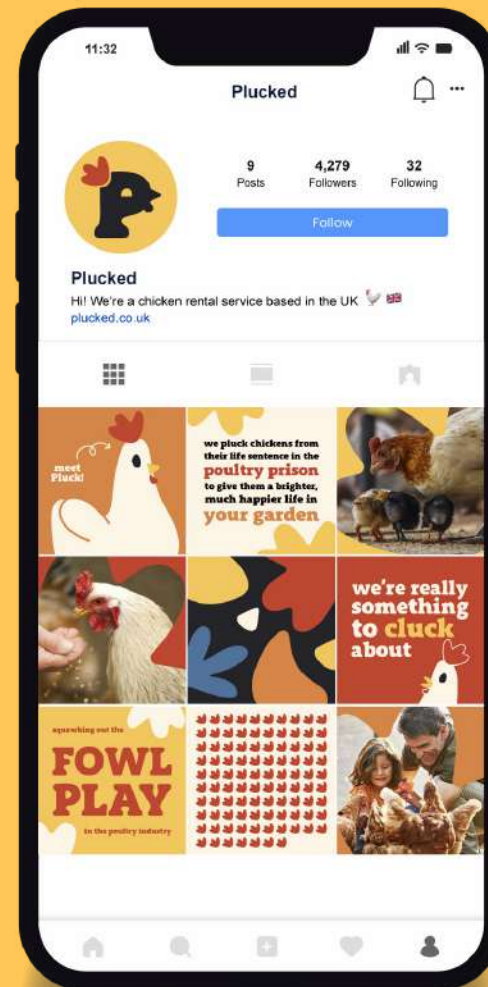 11:32
Plucked
9
4,279
32
Posts
Followers
Following
Follow
Plucked
Hi! We're a chicken rental service based in the UK 🐓 🇬🇧
plucked.co.uk
meet
Pluck!
we pluck chickens from
their life sentence in the
poultry prison
to give them a brighter,
much happier life in
your garden
we're really
something
to cluck
about
squawking out the
FOWL
PLAY
in the poultry industry